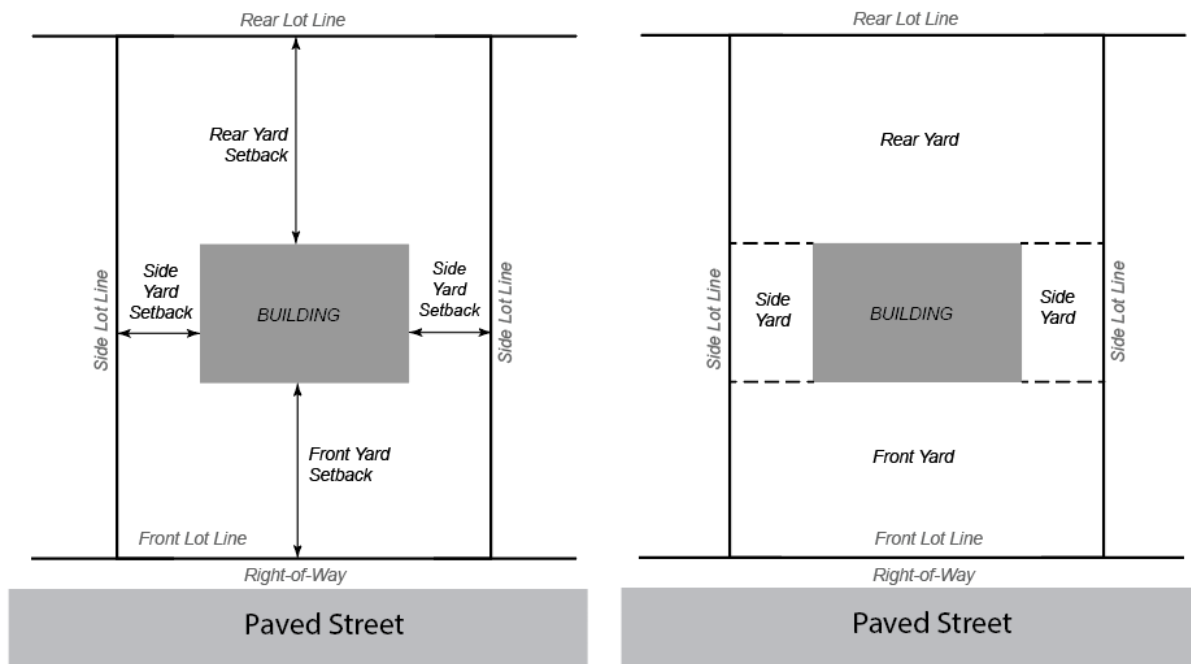 Rear Lot Line
Rear Yard
Setback
Side Lot Line
Side
Yard
Setback
BUILDING
Side
Yard
Setback
Side Lot Line
Front Yard
Setback
Front Lot Line
Right-of-Way
Paved Street
Rear Lot Line
Rear Yard
Side Lot Line
Side
Yard
BUILDING
Side
Yard
Side Lot Line
Front Yard
Front Lot Line
Right-of-Way
Paved Street